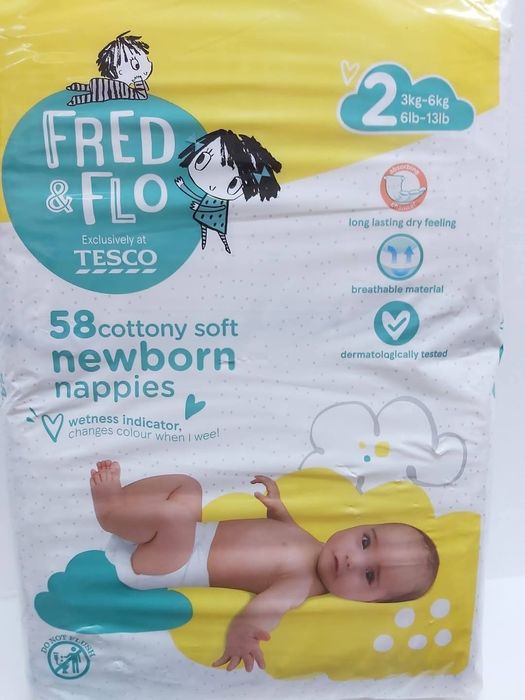 FRED
& FLO
Exclusively at
TESCO
2
3kg-6kg
6lb-13lb
long lasting dry feeling
breathable material
dermatologically tested
58 cottony soft
newborn
nappies
wetness indicator,
changes colour when I wee!
DO NOT FLUSH